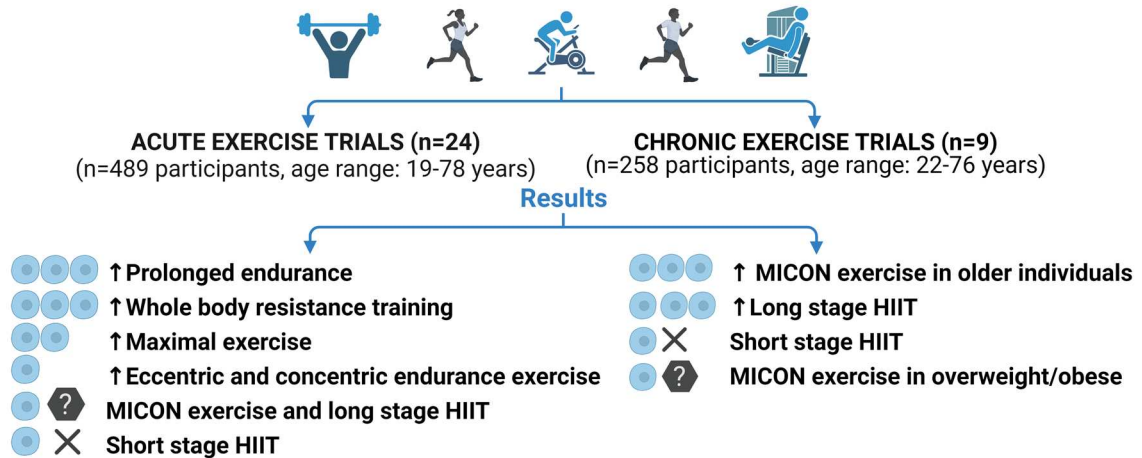 ACUTE EXERCISE TRIALS (n=24)
(n=489 participants, age range: 19-78 years)
CHRONIC EXERCISE TRIALS (n=9)
(n=258 participants, age range: 22-76 years)
Results
↑Prolonged endurance
↑Whole body resistance training
↑Maximal exercise
↑Eccentric and concentric endurance exercise
? MICON exercise and long stage HIIT
Short stage HIIT
↑ MICON exercise in older individuals
↑Long stage HIIT
Short stage HIIT
? MICON exercise in overweight/obese